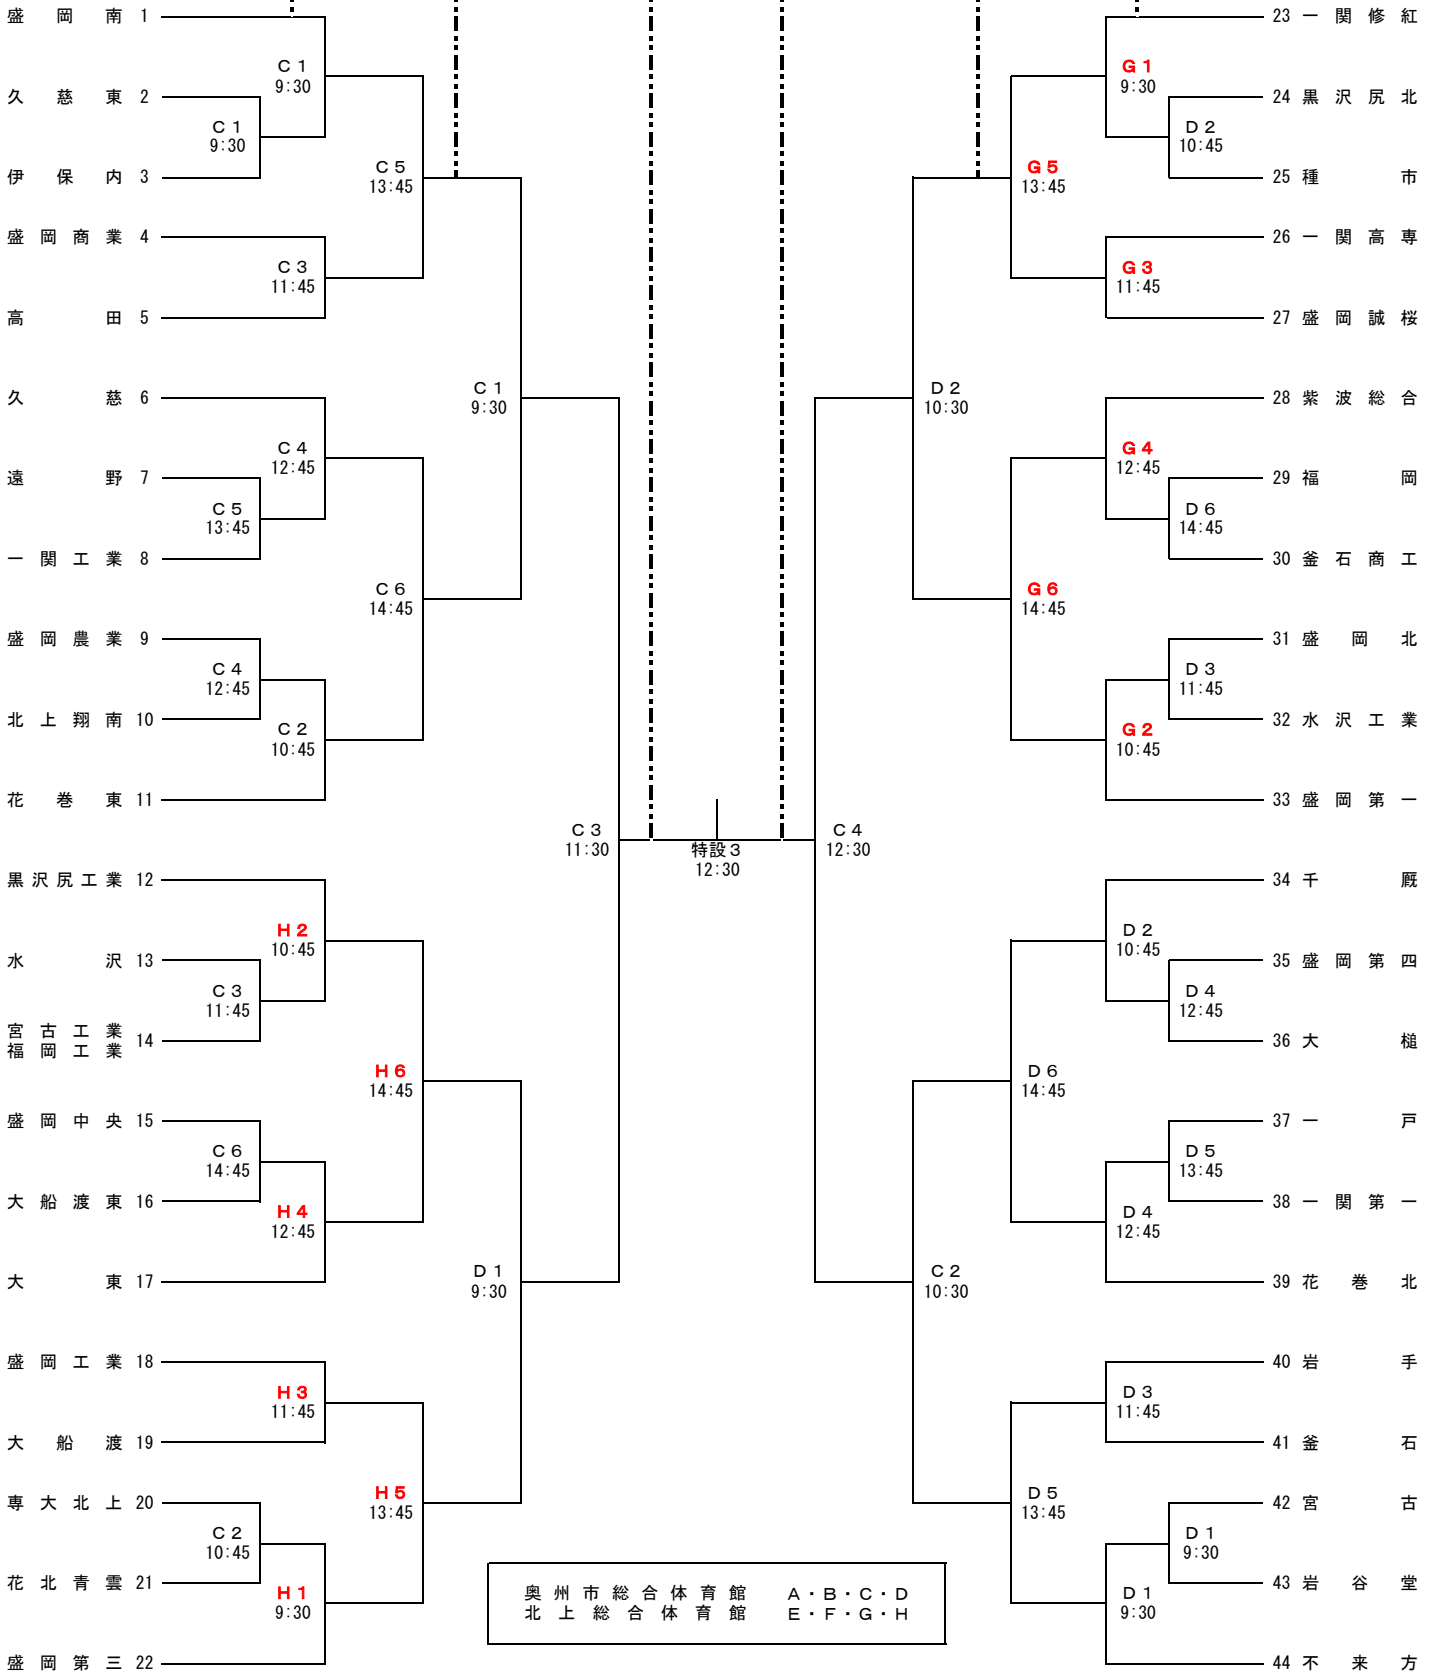 盛岡南 1
C 1
9:30
久慈東 2
C 1
9:30
伊保内 3
C 5
13:45
盛岡商業 4
C 3
11:45
高田 5
C 1
9:30
久慈 6
C 4
12:45
遠野 7
C 5
13:45
一関工業 8
C 6
14:45
盛岡農業 9
C 4
12:45
北上翔南 10
C 2
10:45
花巻東 11
C 3
11:30
黒沢尻工業 12
H 2
10:45
水沢 13
C 3
11:45
宮古工業
福岡工業 14
H 6
14:45
盛岡中央 15
C 6
14:45
大船渡東 16
H 4
12:45
大東 17
D 1
9:30
盛岡工業 18
H 3
11:45
大船渡 19
H 5
13:45
専大北上 20
C 2
10:45
花北青雲 21
H 1
9:30
盛岡第三 22
特設3
12:30
23 一関修紅
G 1
9:30
24 黒沢尻北
D 2
10:45
25 種市
G 5
13:45
26 一関高専
G 3
11:45
27 盛岡誠桜
D 2
10:30
28 紫波総合
G 4
12:45
29 福岡
D 6
14:45
30 釜石商工
G 6
14:45
31 盛岡北
D 3
11:45
32 水沢工業
G 2
10:45
33 盛岡第一
C 4
12:30
34 千厩
D 2
10:45
35 盛岡第四
D 4
12:45
36 大槌
D 6
14:45
37 一戸
D 5
13:45
38 一関第一
D 4
12:45
39 花巻北
C 2
10:30
40 岩手
D 3
11:45
41 釜石
D 5
13:45
42 宮古
D 1
9:30
43 岩谷堂
D 1
9:30
44 不来方
奥州市総合体育館 A・B・C・D
北上総合体育館 E・F・G・H